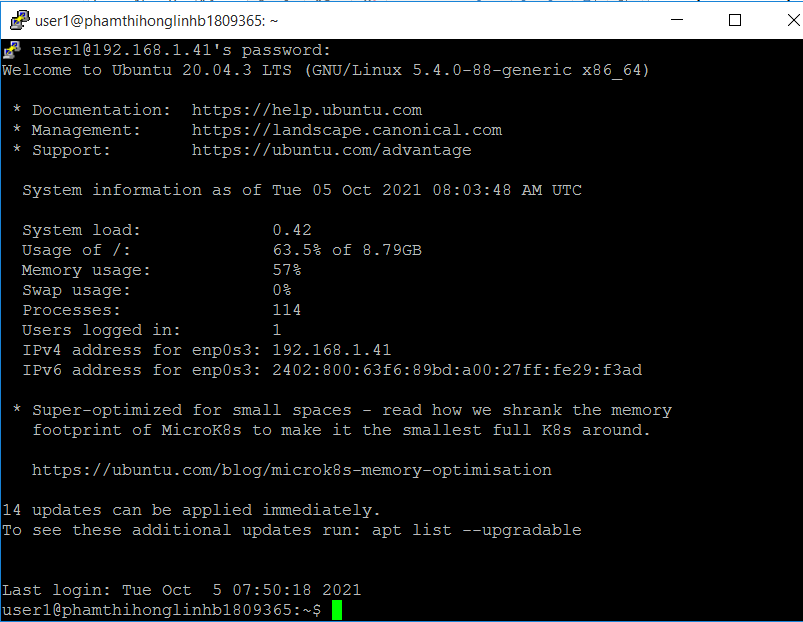 user1@phamthihonglinhb1809365: ~
user1@192.168.1.41's password:
Welcome to Ubuntu 20.04.3 LTS (GNU/Linux 5.4.0-88-generic x86_64)
* Documentation:  https://help.ubuntu.com
* Management:     https://landscape.canonical.com
* Support:        https://ubuntu.com/advantage
System information as of Tue 05 Oct 2021 08:03:48 AM UTC
System load:             0.42
Usage of /:              63.5% of 8.79GB
Memory usage:            57%
Swap usage:              0%
Processes:               114
Users logged in:         1
IPv4 address for enp0s3: 192.168.1.41
IPv6 address for enp0s3: 2402:800:63f6:89bd:a00:27ff:fe29:f3ad
* Super-optimized for small spaces - read how we shrank the memory
footprint of MicroK8s to make it the smallest full K8s around.
https://ubuntu.com/blog/microk8s-memory-optimisation
14 updates can be applied immediately.
To see these additional updates run: apt list --upgradable
Last login: Tue Oct  5 07:50:18 2021
user1@phamthihonglinhb1809365:~$